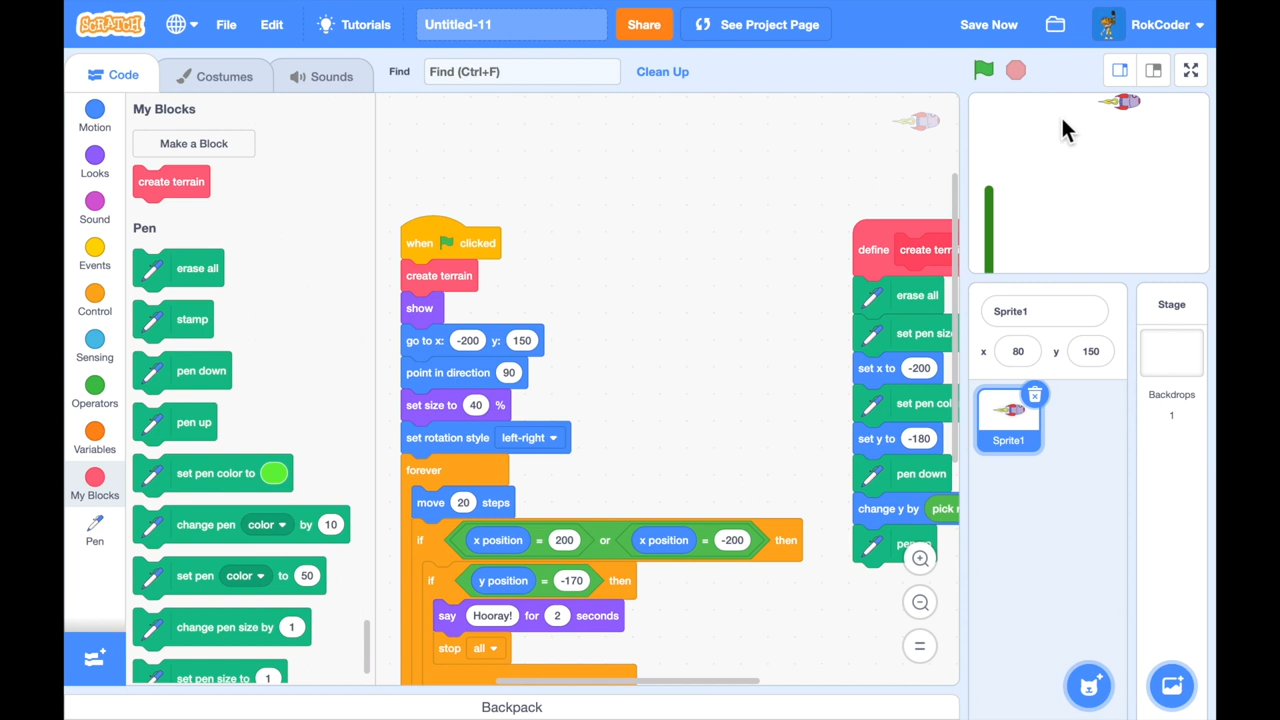 SCRATCH File Edit Tutorials Untitled-11 Share See Project Page Save Now RokCoder
Code Costumes Sounds Find Find (Ctrl+F) Clean Up
Motion
Looks
Sound
Events
Control
Sensing
Operators
Variables
My Blocks
Pen
My Blocks
Make a Block
create terrain
Pen
erase all
stamp
pen down
pen up
set pen color to
change pen color by 10
set pen color to 50
change pen size by 1
set pen size to 1
when clicked
create terrain
show
go to x: -200 y: 150
point in direction 90
set size to 40 %
set rotation style left-right
forever
move 20 steps
if x position = 200 or x position = -200 then
if y position = -170 then
say Hooray! for 2 seconds
stop all
define create terr
erase all
set pen size
set x to -200
set pen col
set y to -180
pen down
change y by pick
pen
Sprite1
x 80 y 150
Sprite1
Stage
Backdrops
1
Backpack